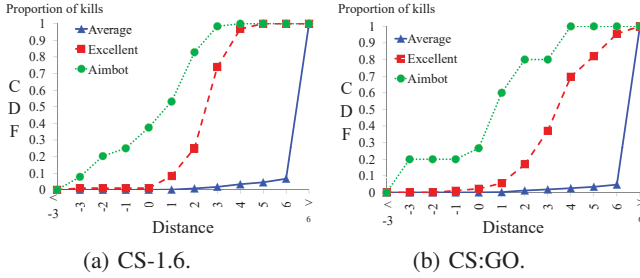 Proportion of kills
1
0.9
0.8
0.7
0.6
0.5
0.4
0.3
0.2
0.1
0
C
D
F
Average
Excellent
Aimbot
< -3
-3
-2
-1
0
1
2
3
4
5
6
> 6
Distance
(a) CS-1.6.
Proportion of kills
1
0.9
0.8
0.7
0.6
0.5
0.4
0.3
0.2
0.1
0
C
D
F
Average
Excellent
Aimbot
< -3
-3
-2
-1
0
1
2
3
4
5
6
> 6
Distance
(b) CS:GO.